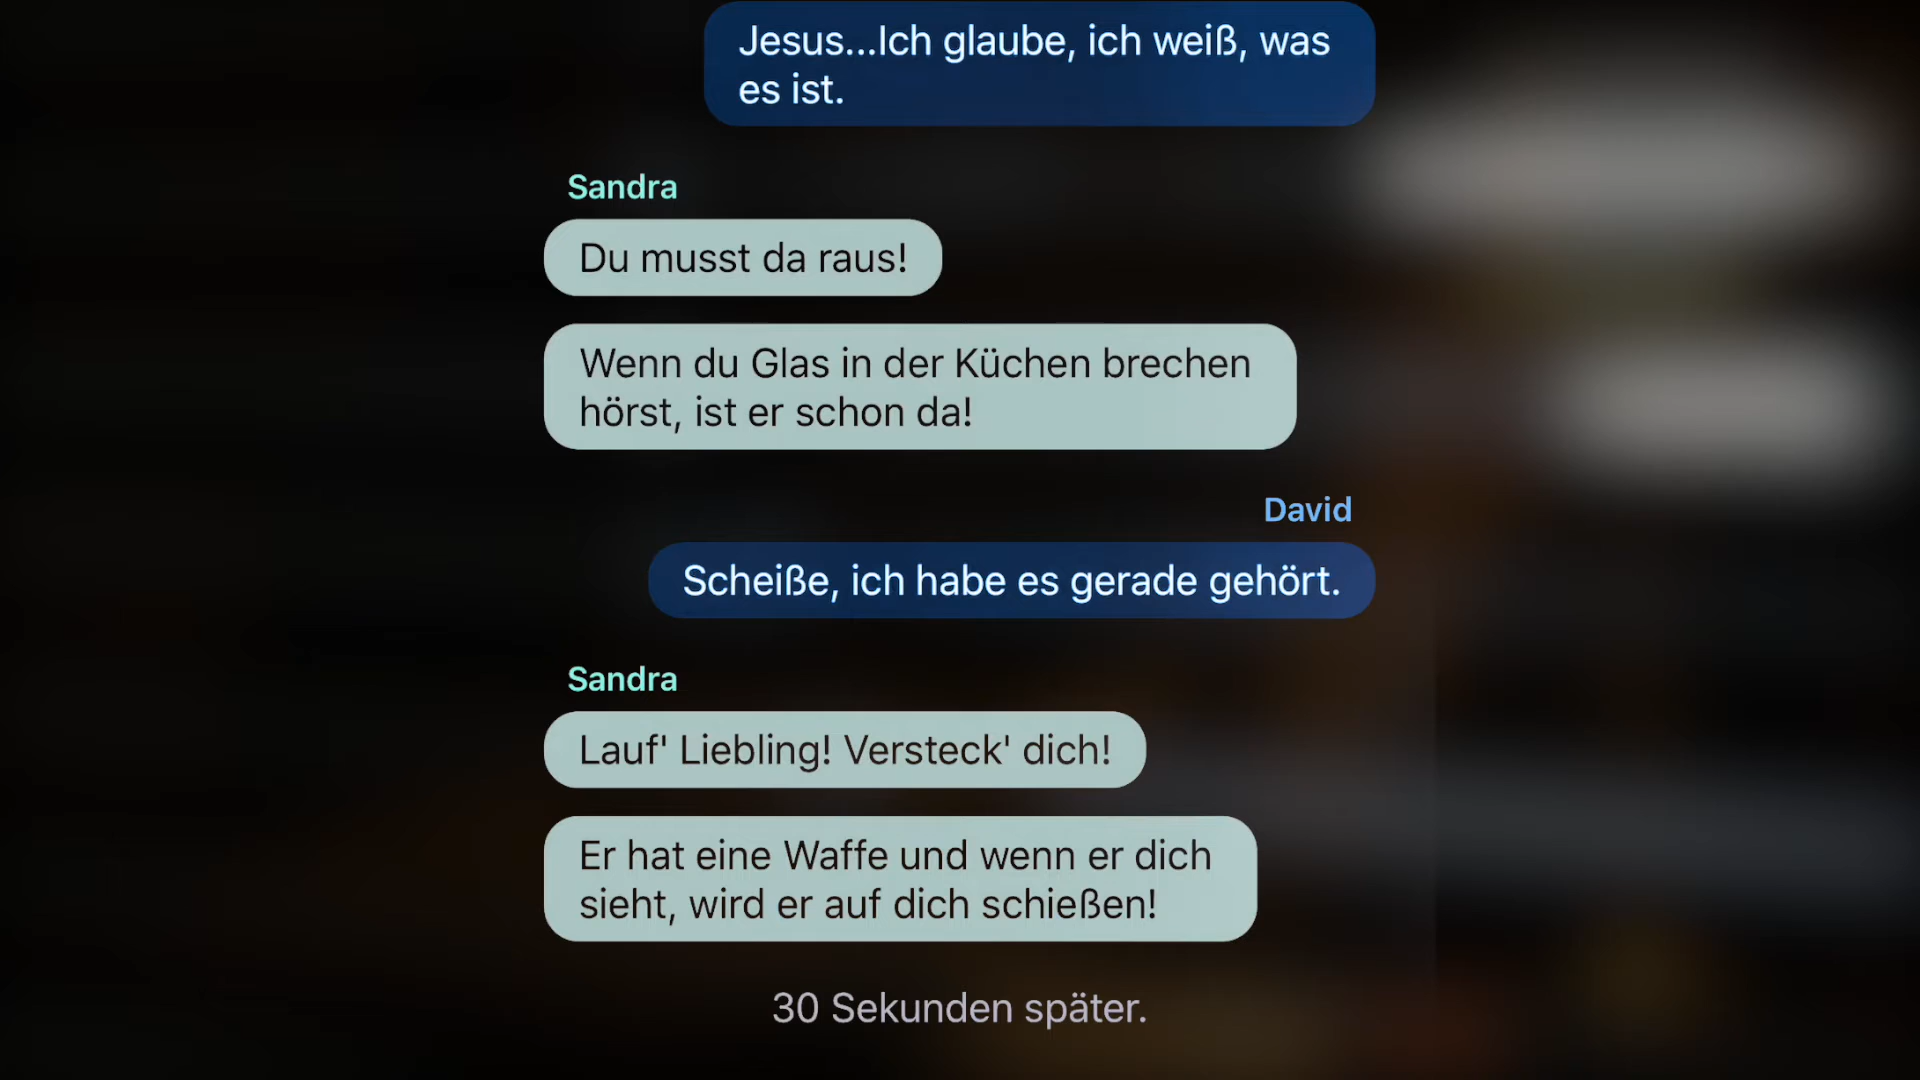 Jesus...Ich glaube, ich weiß, was
es ist.
Sandra
Du musst da raus!
Wenn du Glas in der Küchen brechen
hörst, ist er schon da!
David
Scheiße, ich habe es gerade gehört.
Sandra
Lauf' Liebling! Versteck' dich!
Er hat eine Waffe und wenn er dich
sieht, wird er auf dich schießen!
30 Sekunden später.